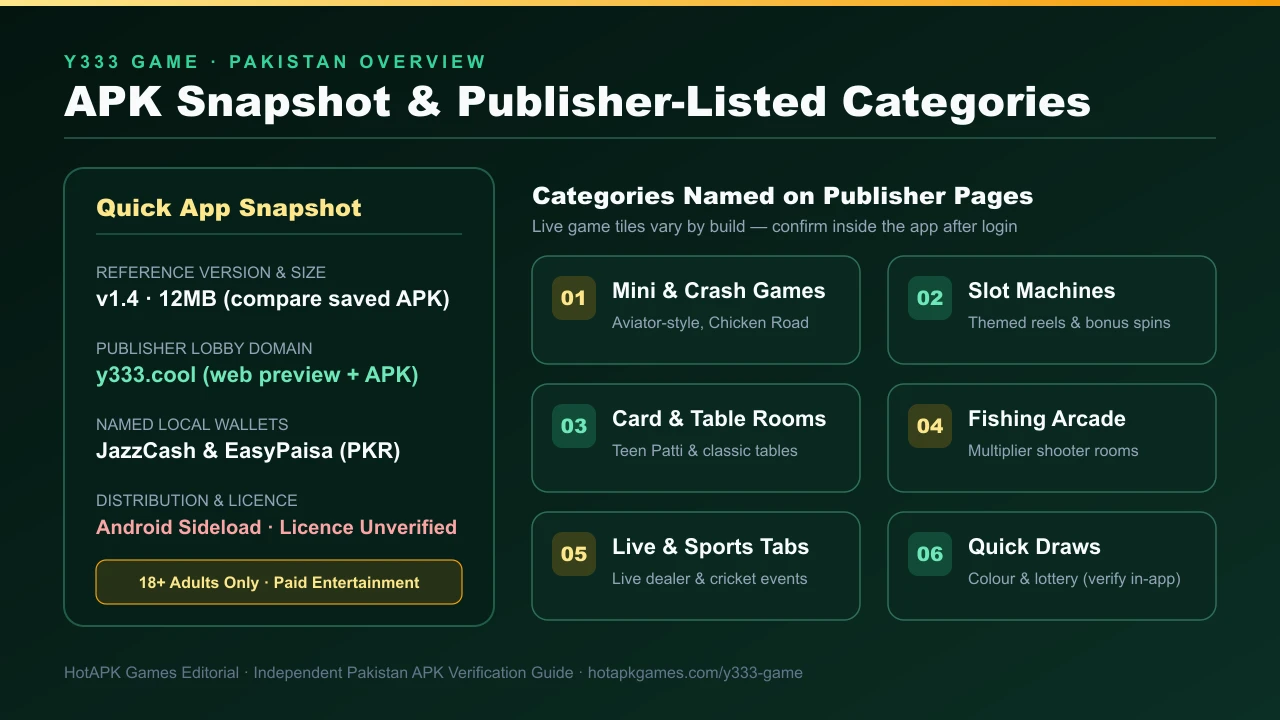 Y333 GAME · PAKISTAN OVERVIEW
APK Snapshot & Publisher-Listed Categories
Quick App Snapshot
REFERENCE VERSION & SIZE
v1.4 · 12MB (compare saved APK)
PUBLISHER LOBBY DOMAIN
y333.cool (web preview + APK)
NAMED LOCAL WALLETS
JazzCash & EasyPaisa (PKR)
DISTRIBUTION & LICENCE
Android Sideload · Licence Unverified
18+ Adults Only · Paid Entertainment
Categories Named on Publisher Pages
Live game tiles vary by build — confirm inside the app after login
01
Mini & Crash Games
Aviator-style, Chicken Road
02
Slot Machines
Themed reels & bonus spins
03
Card & Table Rooms
Teen Patti & classic tables
04
Fishing Arcade
Multiplier shooter rooms
05
Live & Sports Tabs
Live dealer & cricket events
06
Quick Draws
Colour & lottery (verify in-app)
HotAPK Games Editorial · Independent Pakistan APK Verification Guide · hotapkgames.com/y333-game